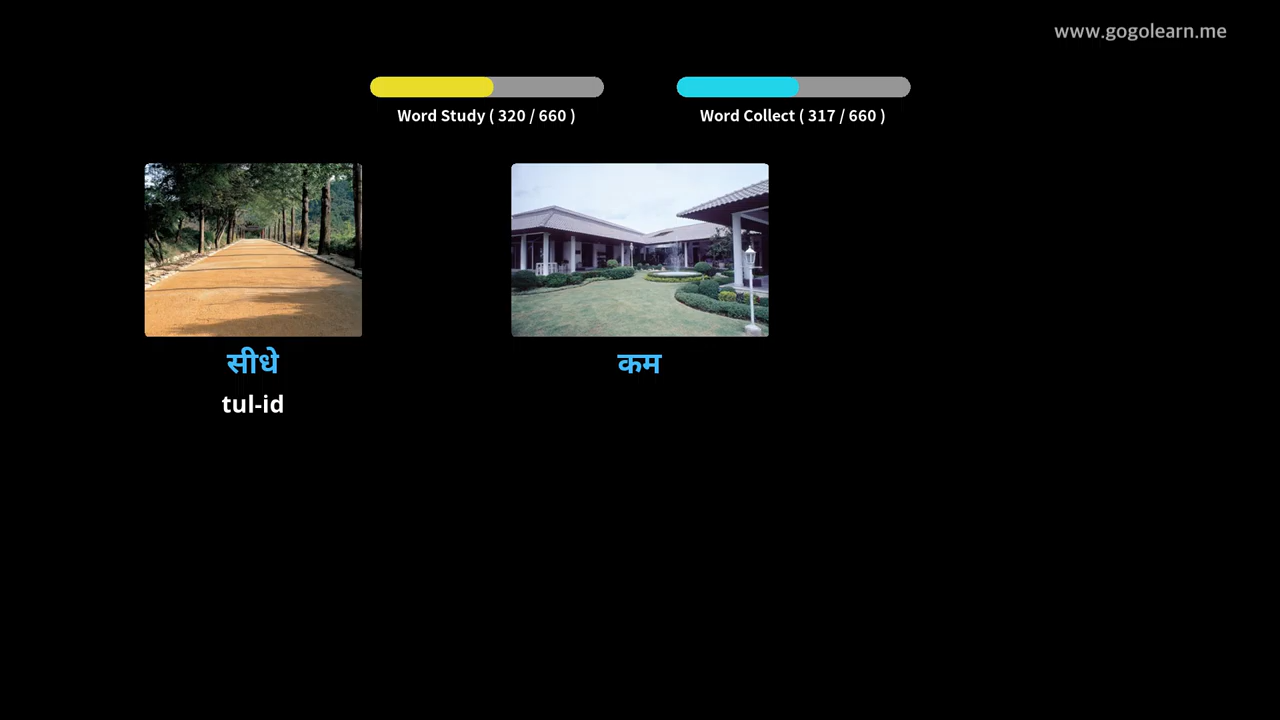 www.gogolearn.me
Word Study ( 320 / 660 )
Word Collect ( 317 / 660 )
सीधे
कम
tul-id